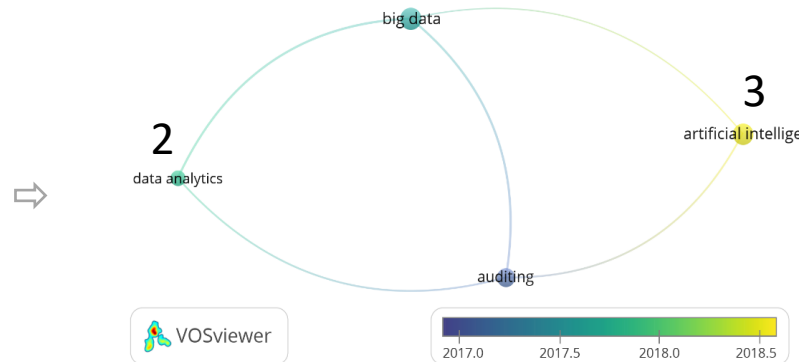 big data
3
artificial intellige
2
data analytics
auditing
VOSviewer
2017.0 2017.5 2018.0 2018.5